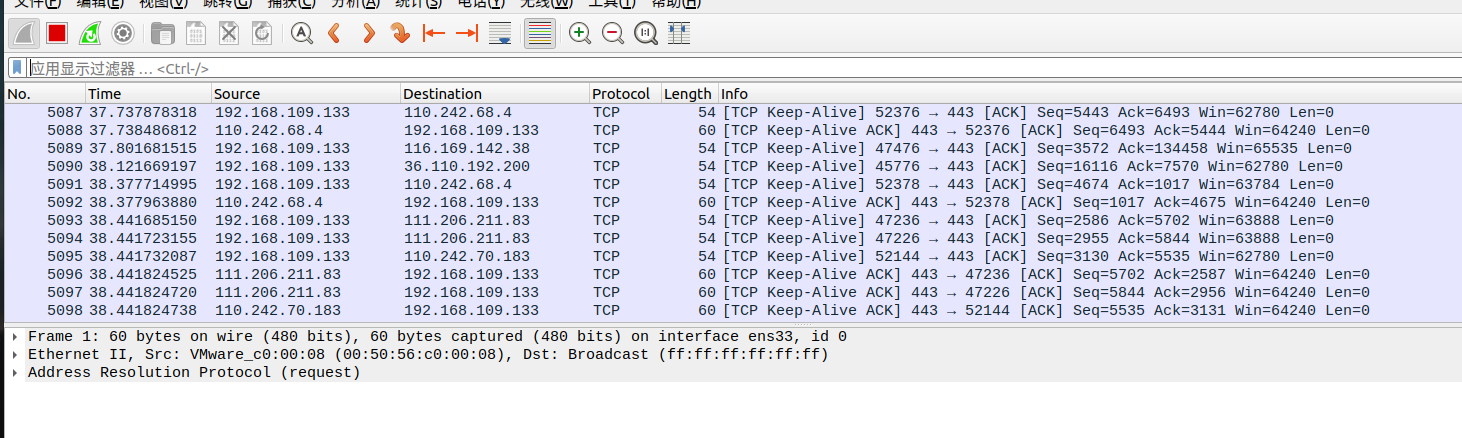 文件(F) 编辑(E) 视图(V) 跳转(G) 捕获(C) 分析(A) 统计(S) 电话(Y) 无线(W) 工具(T) 帮助(H)
应用显示过滤器 … <Ctrl-/>
No. Time Source Destination Protocol Length Info
5087 37.737878318 192.168.109.133 110.242.68.4 TCP 54 [TCP Keep-Alive] 52376 → 443 [ACK] Seq=5443 Ack=6493 Win=62780 Len=0
5088 37.738486812 110.242.68.4 192.168.109.133 TCP 60 [TCP Keep-Alive ACK] 443 → 52376 [ACK] Seq=6493 Ack=5444 Win=64240 Len=0
5089 37.801681515 192.168.109.133 116.169.142.38 TCP 54 [TCP Keep-Alive] 47476 → 443 [ACK] Seq=3572 Ack=134458 Win=65535 Len=0
5090 38.121669197 192.168.109.133 36.110.192.200 TCP 54 [TCP Keep-Alive] 45776 → 443 [ACK] Seq=16116 Ack=7570 Win=62780 Len=0
5091 38.377714995 192.168.109.133 110.242.68.4 TCP 54 [TCP Keep-Alive] 52378 → 443 [ACK] Seq=4674 Ack=1017 Win=63784 Len=0
5092 38.377963880 110.242.68.4 192.168.109.133 TCP 60 [TCP Keep-Alive ACK] 443 → 52378 [ACK] Seq=1017 Ack=4675 Win=64240 Len=0
5093 38.441685150 192.168.109.133 111.206.211.83 TCP 54 [TCP Keep-Alive] 47236 → 443 [ACK] Seq=2586 Ack=5702 Win=63888 Len=0
5094 38.441723155 192.168.109.133 111.206.211.83 TCP 54 [TCP Keep-Alive] 47226 → 443 [ACK] Seq=2955 Ack=5844 Win=63888 Len=0
5095 38.441732087 192.168.109.133 110.242.70.183 TCP 54 [TCP Keep-Alive] 52144 → 443 [ACK] Seq=3130 Ack=5535 Win=62780 Len=0
5096 38.441824525 111.206.211.83 192.168.109.133 TCP 60 [TCP Keep-Alive ACK] 443 → 47236 [ACK] Seq=5702 Ack=2587 Win=64240 Len=0
5097 38.441824720 111.206.211.83 192.168.109.133 TCP 60 [TCP Keep-Alive ACK] 443 → 47226 [ACK] Seq=5844 Ack=2956 Win=64240 Len=0
5098 38.441824738 110.242.70.183 192.168.109.133 TCP 60 [TCP Keep-Alive ACK] 443 → 52144 [ACK] Seq=5535 Ack=3131 Win=64240 Len=0
Frame 1: 60 bytes on wire (480 bits), 60 bytes captured (480 bits) on interface ens33, id 0
Ethernet II, Src: VMware_c0:00:08 (00:50:56:c0:00:08), Dst: Broadcast (ff:ff:ff:ff:ff:ff)
Address Resolution Protocol (request)